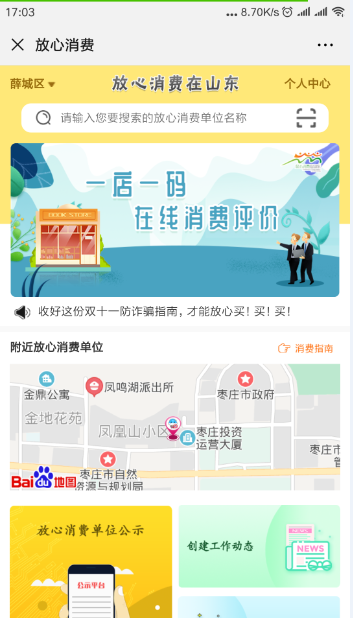 17:03
... 8.70K/s
放心消费
薛城区
放心消费在山东
个人中心
请输入您要搜索的放心消费单位名称
一店一码
在线消费评价
BOOK STORE
收好这份双十一防诈骗指南，才能放心买！买！买！
附近放心消费单位
消费指南
金鼎公寓
凤鸣湖派出所
枣庄市政府
金地花苑
凤凰山小区
枣庄投资
运营大厦
枣庄市
枣庄市自然
资源与规划局
Bai du 地图
放心消费单位公示
公示平台
创建工作动态
NEWS